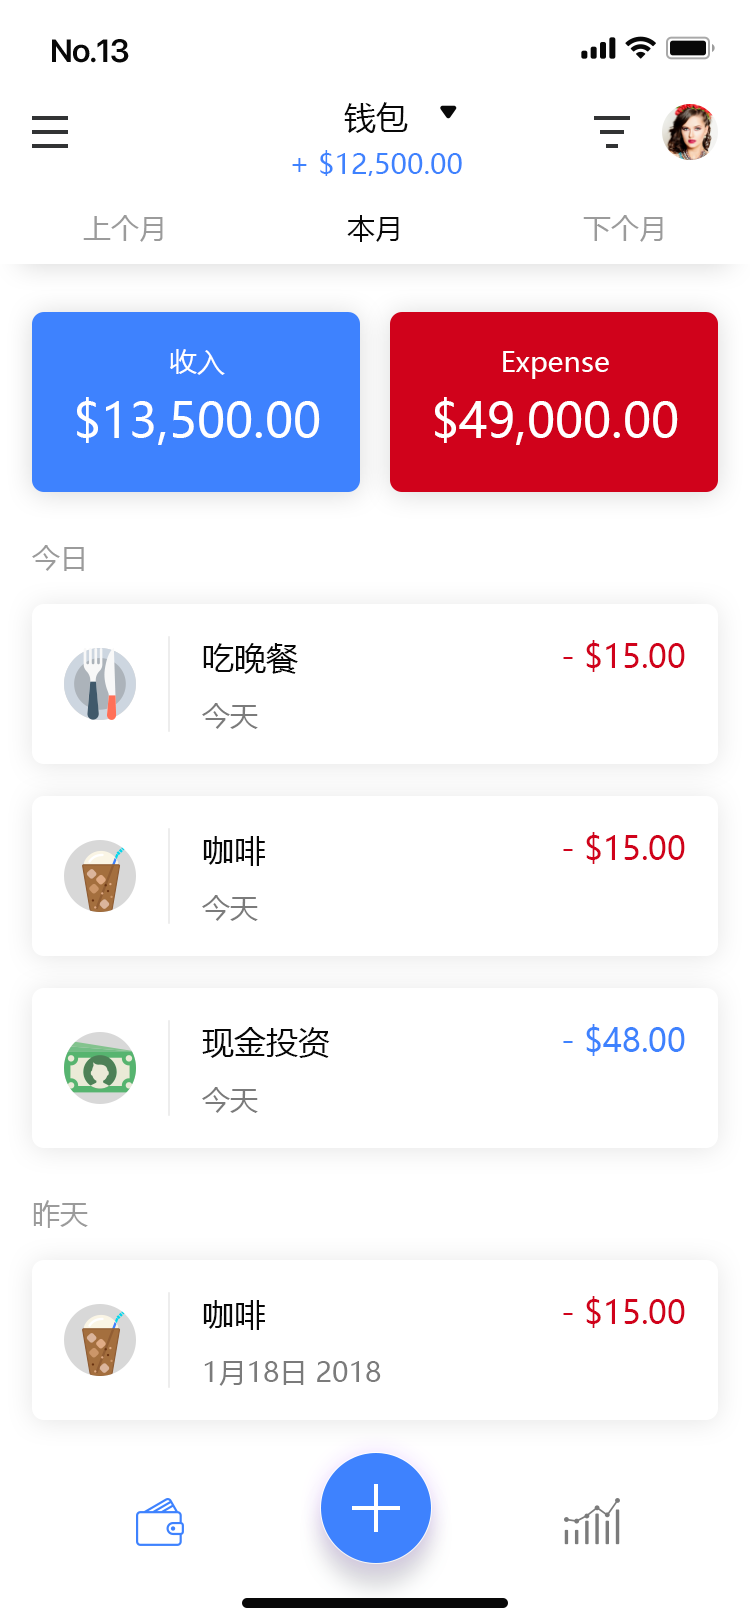 No.13
钱包
+ $12,500.00
上个月 本月 下个月
收入
$13,500.00
Expense
$49,000.00
今日
吃晚餐
- $15.00
今天
咖啡
- $15.00
今天
现金投资
- $48.00
今天
昨天
咖啡
- $15.00
1月18日 2018